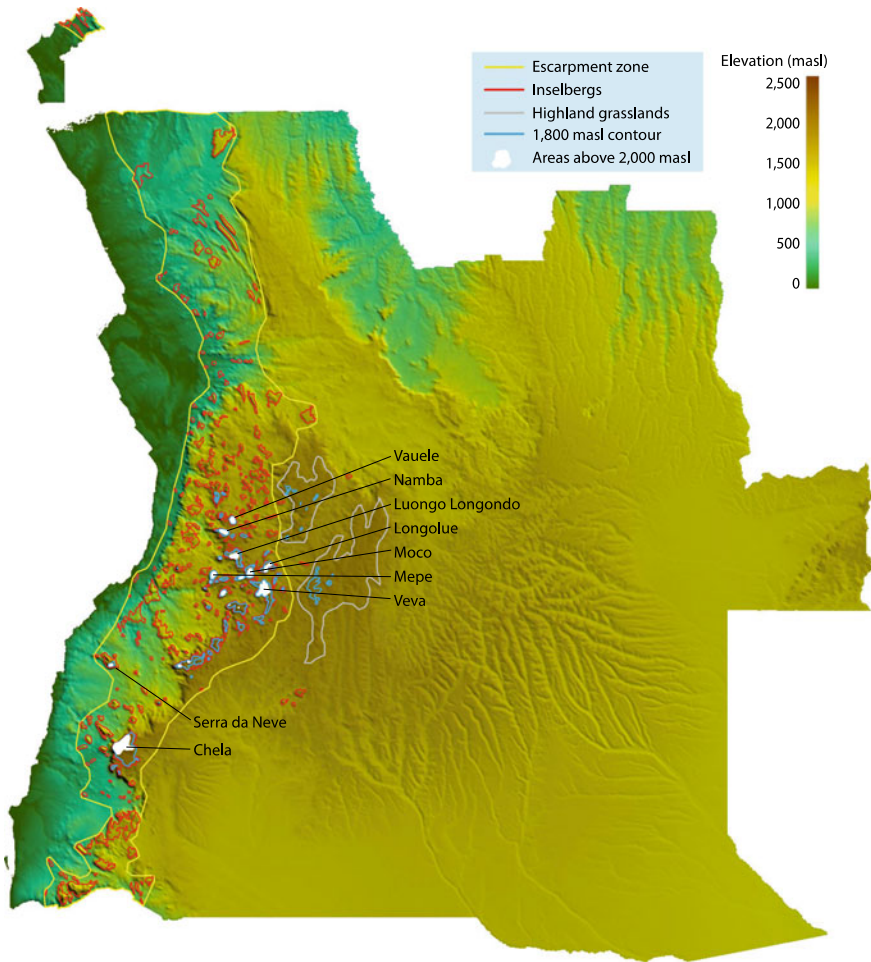 Escarpment zone
Inselbergs
Highland grasslands
1,800 masl contour
Areas above 2,000 masl
Elevation (masl)
2,500
2,000
1,500
1,000
500
0
Vauele
Namba
Luongo Longondo
Longolue
Moco
Mepe
Veva
Serra da Neve
Chela